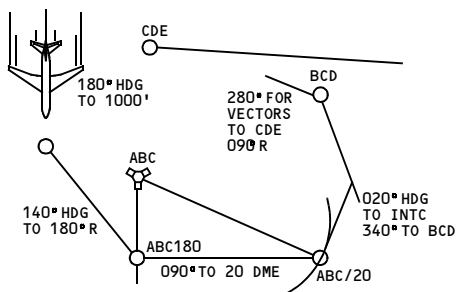 CDE
180° HDG
TO 1000'
BCD
280° FOR
VECTORS
TO CDE
090° R
ABC
020° HDG
TO INTC
340° TO BCD
140° HDG
TO 180° R
ABC180
090° TO 20 DME
ABC/20